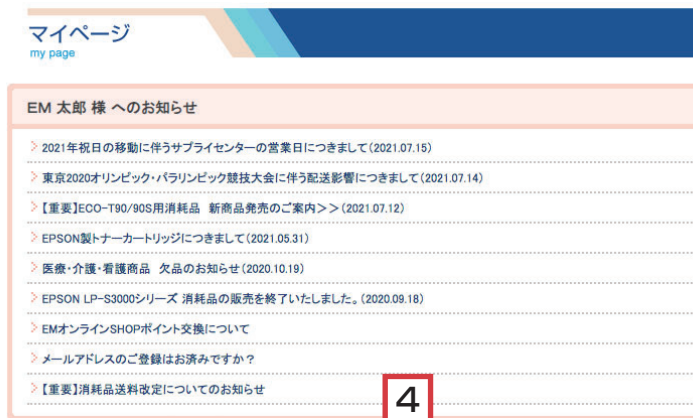 マイページ
my page
EM 太郎 様 へのお知らせ
2021年祝日の移動に伴うサプライセンターの営業日につきまして(2021.07.15)
東京2020オリンピック・パラリンピック競技大会に伴う配送影響につきまして(2021.07.14)
【重要】ECO-T90/90S用消耗品 新商品発売のご案内>>(2021.07.12)
EPSON製トナーカートリッジにつきまして(2021.05.31)
医療・介護・看護商品 欠品のお知らせ(2020.10.19)
EPSON LP-S3000シリーズ 消耗品の販売を終了いたしました。(2020.09.18)
EMオンラインSHOPポイント交換について
メールアドレスのご登録はお済みですか？
【重要】消耗品送料改定についてのお知らせ
4